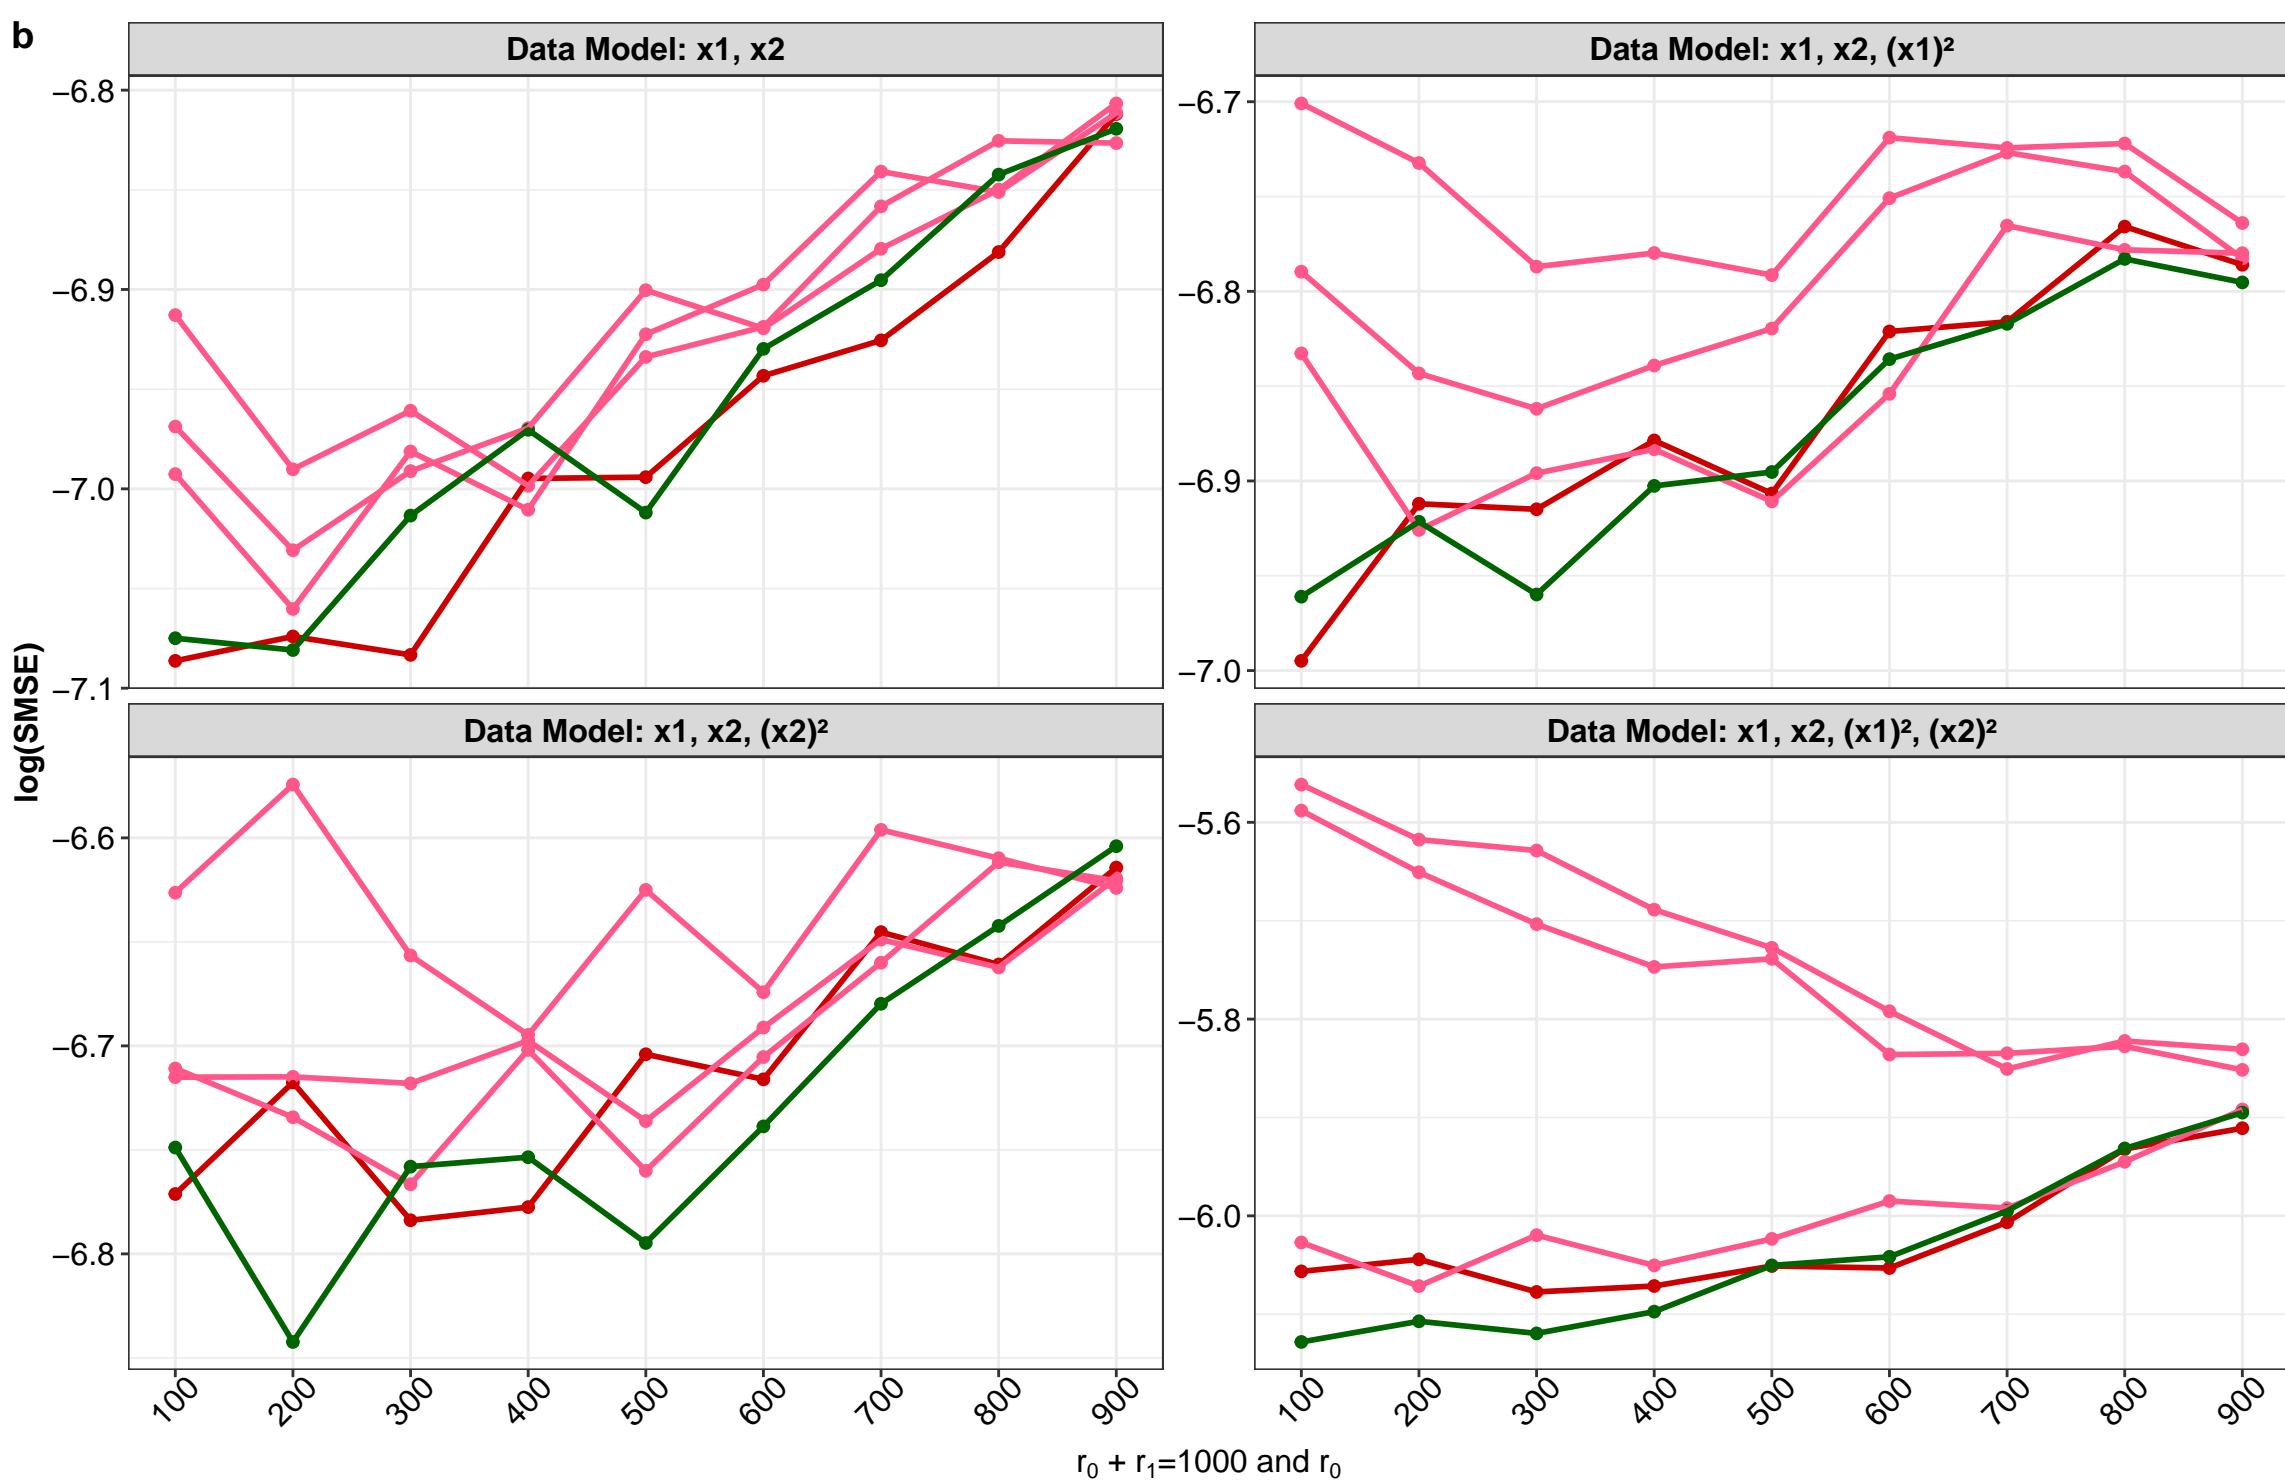 b
Data Model: x1, x2
Data Model: x1, x2, (x1)²
−6.8
−6.9
−7.0
−7.1
−6.7
−6.8
−6.9
−7.0
log(SMSE)
Data Model: x1, x2, (x2)²
Data Model: x1, x2, (x1)², (x2)²
−6.6
−6.7
−6.8
−5.6
−5.8
−6.0
100 200 300 400 500 600 700 800 900
100 200 300 400 500 600 700 800 900
r₀ + r₁=1000 and r₀